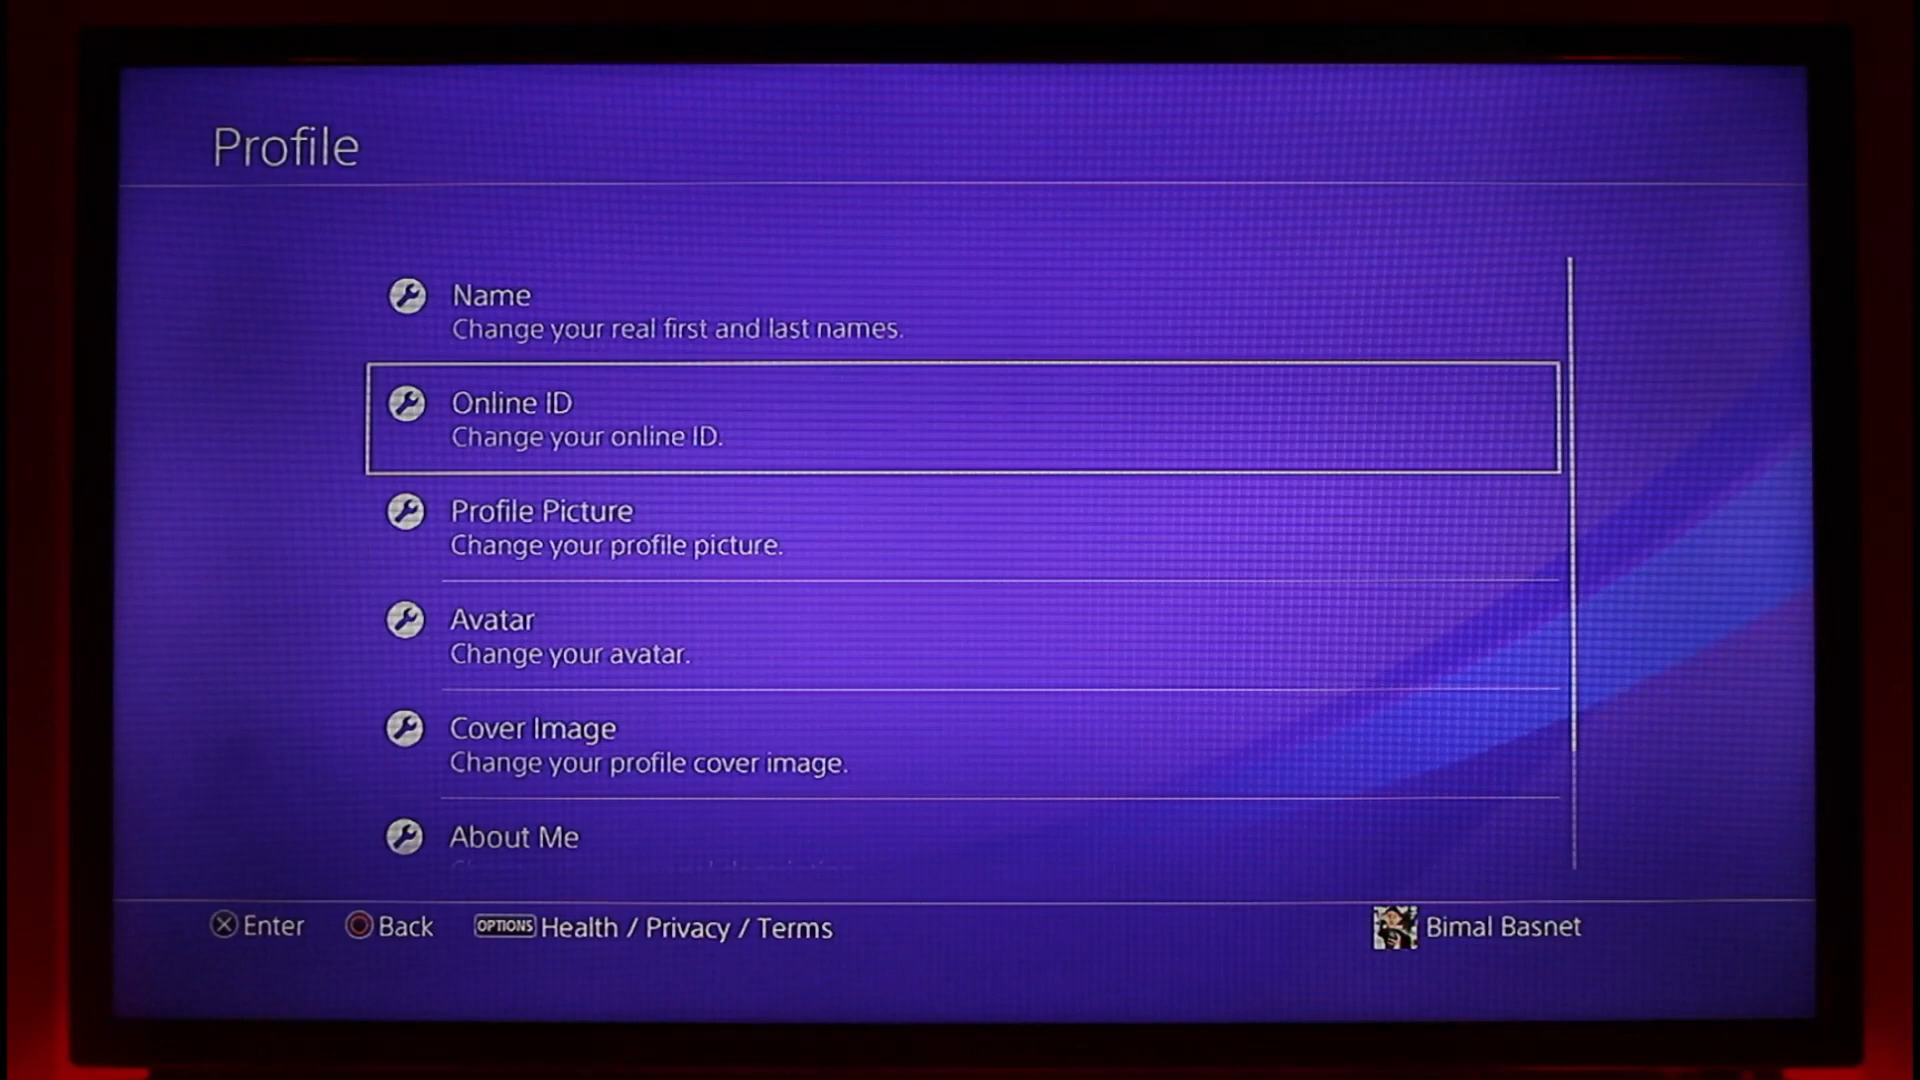 Profile
Name
Change your real first and last names.
Online ID
Change your online ID.
Profile Picture
Change your profile picture.
Avatar
Change your avatar.
Cover Image
Change your profile cover image.
About Me
Enter Back OPTIONS Health / Privacy / Terms Bimal Basnet